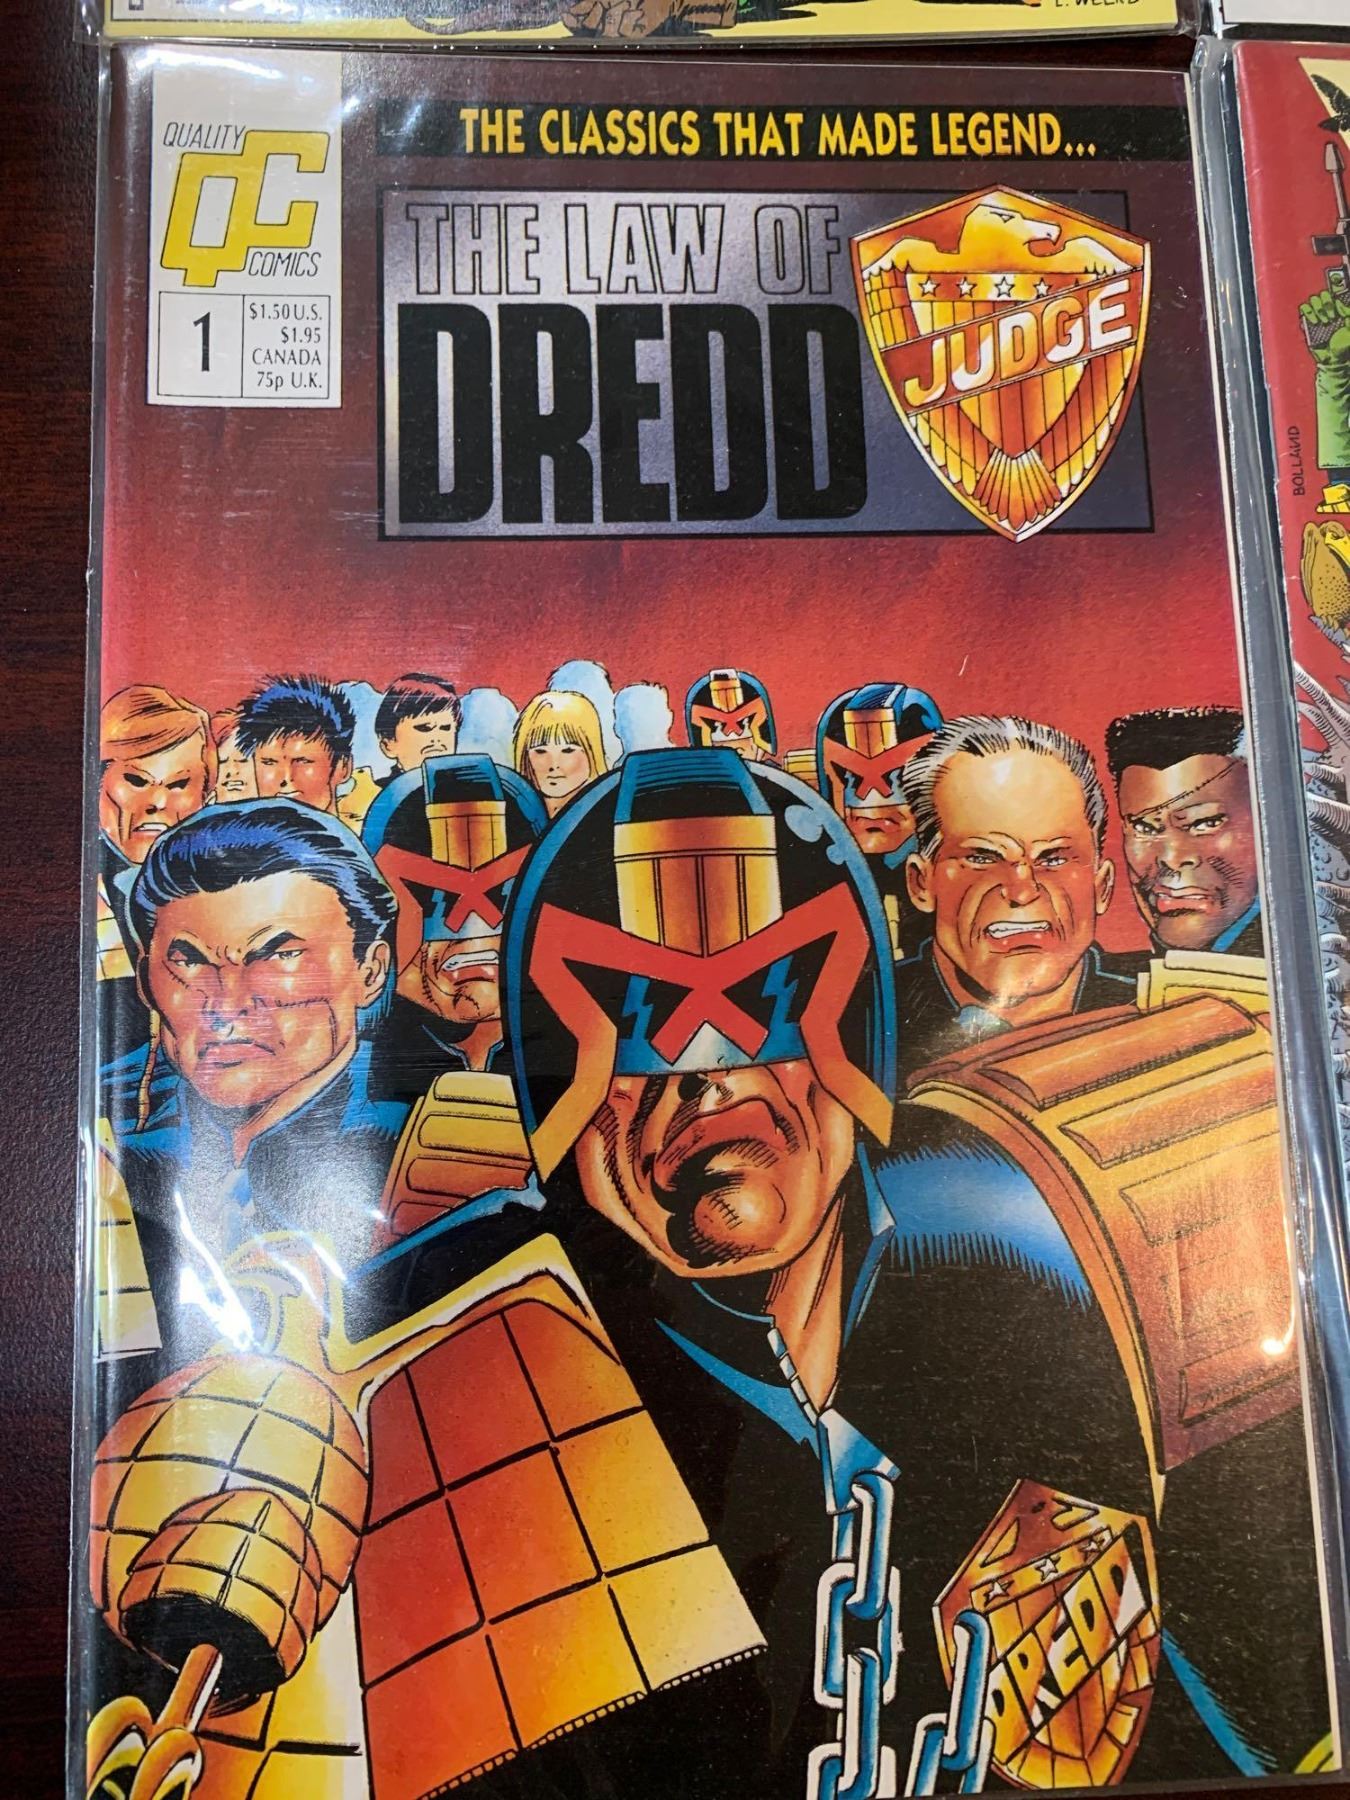 L. WEEKS
QUALITY
QC
COMICS
1
$1.50 U.S.
$1.95
CANADA
75p U.K.
THE CLASSICS THAT MADE LEGEND...
THE LAW OF
DREDD
JUDGE
BOLLAND
DREDD